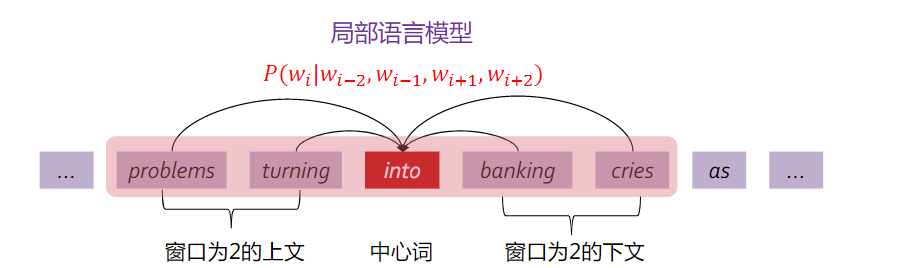 局部语言模型
P(w_i|w_{i-2}, w_{i-1}, w_{i+1}, w_{i+2})
... problems turning into banking cries as ...
窗口为2的上文 中心词 窗口为2的下文